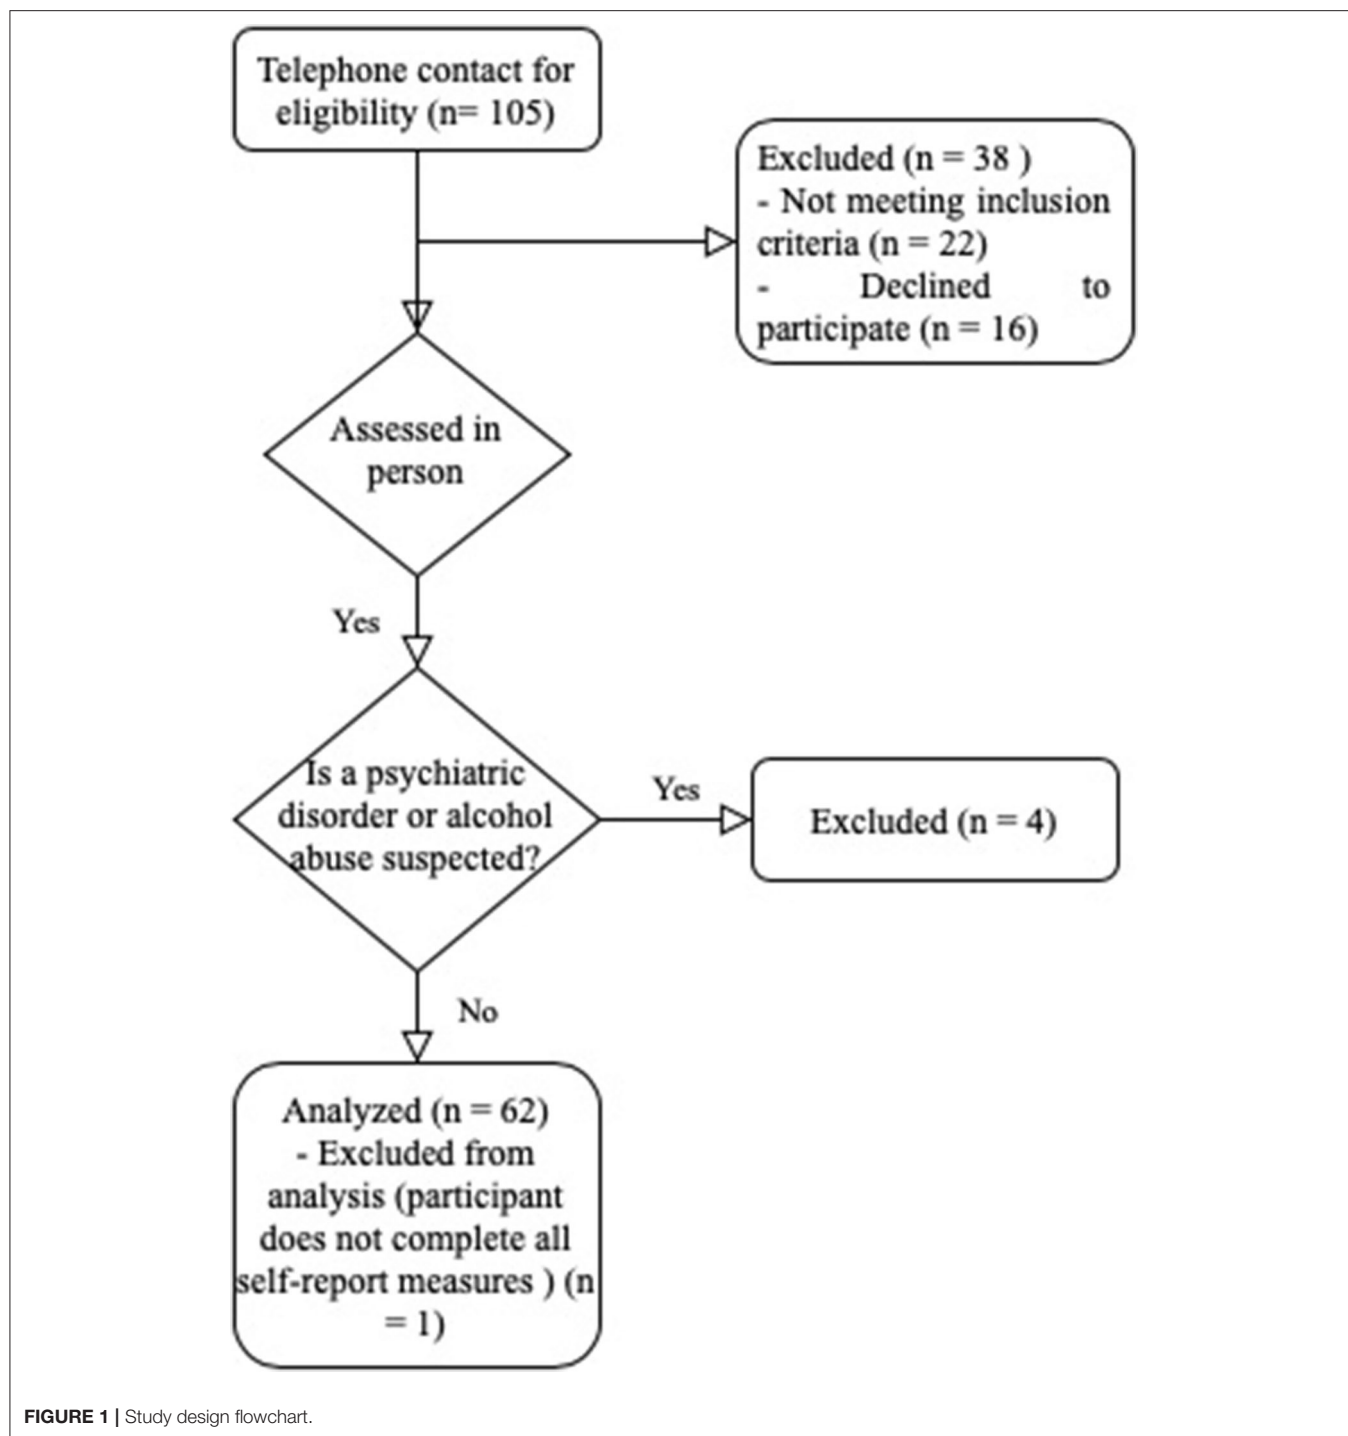 Telephone contact for
eligibility (n= 105)
Excluded (n = 38 )
- Not meeting inclusion
criteria (n = 22)
- Declined to
participate (n = 16)
Assessed in
person
Yes
Is a psychiatric
disorder or alcohol
abuse suspected?
Yes
Excluded (n = 4)
No
Analyzed (n = 62)
- Excluded from
analysis (participant
does not complete all
self-report measures ) (n
= 1)
FIGURE 1 | Study design flowchart.